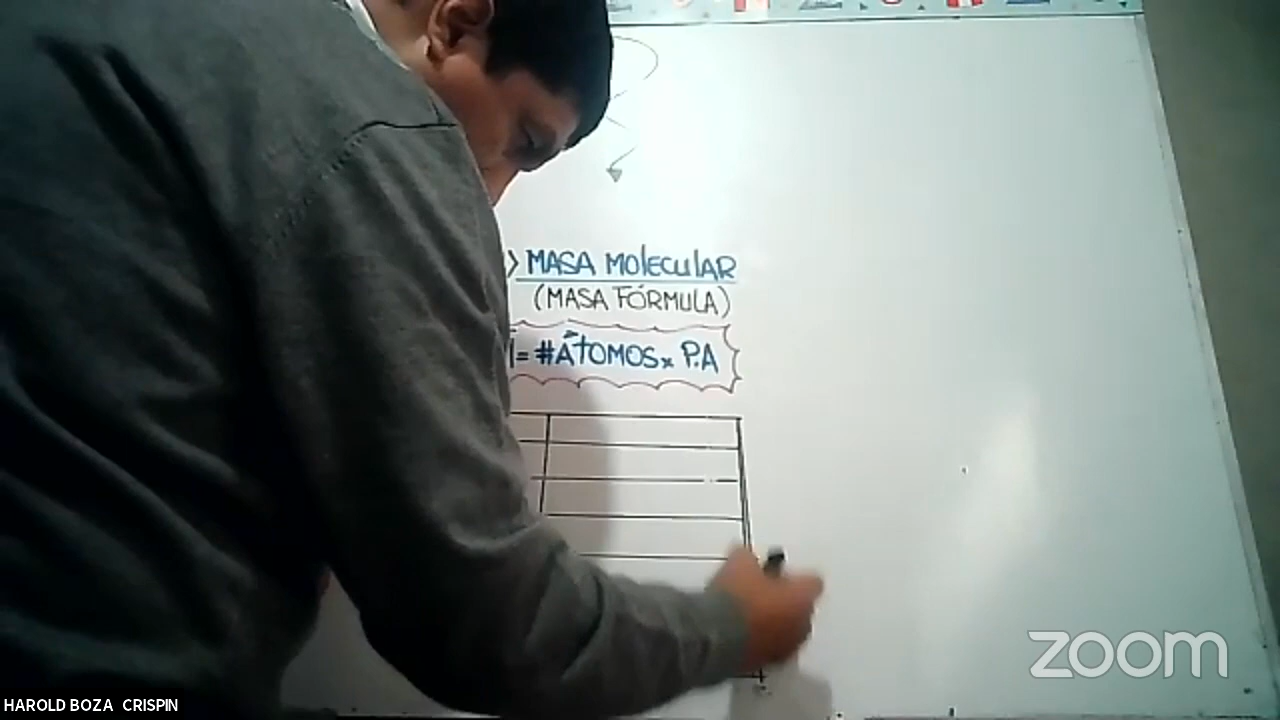 > MASA MOLECULAR
(MASA FÓRMULA)
= #ÁTOMOS x P.A
zoom
HAROLD BOZA CRISPIN